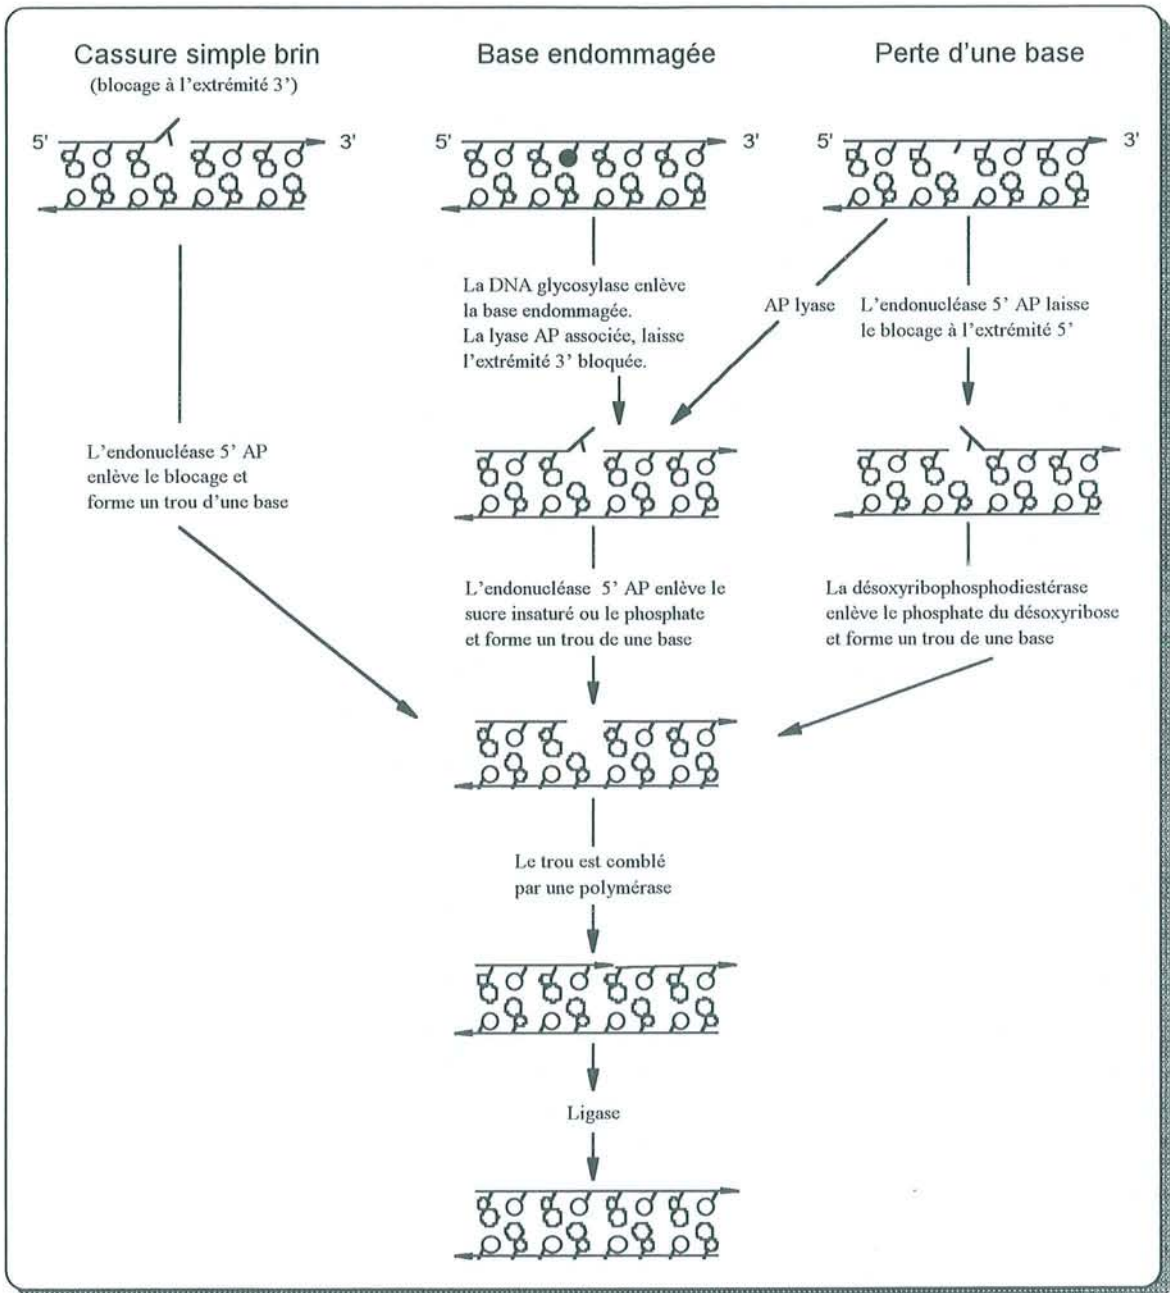 Cassure simple brin
(blocage à l'extrémité 3')
5'
3'
Base endommagée
5'
3'
Perte d'une base
5'
3'
La DNA glycosylase enlève
la base endommagée.
La lyase AP associée, laisse
l'extrémité 3' bloquée.
AP lyase
L'endonucléase 5' AP laisse
le blocage à l'extrémité 5'
L'endonucléase 5' AP
enlève le blocage et
forme un trou d'une base
L'endonucléase 5' AP enlève le
sucre insaturé ou le phosphate
et forme un trou de une base
La désoxyribophosphodiestérase
enlève le phosphate du désoxyribose
et forme un trou de une base
Le trou est comblé
par une polymérase
Ligase